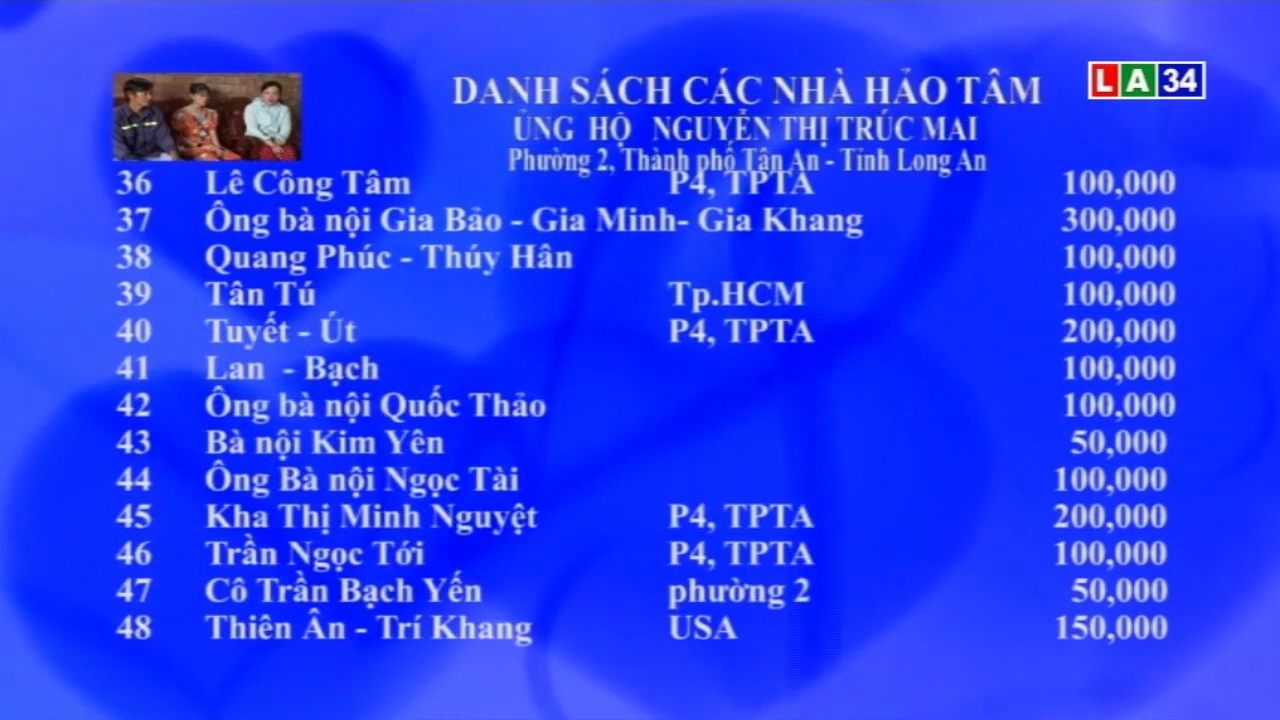 DANH SÁCH CÁC NHÀ HẢO TÂM
LA34
ỦNG HỘ NGUYỄN THỊ TRÚC MAI
Phường 2, Thành phố Tân An - Tỉnh Long An
36 Lê Công Tâm P4, TPTA 100,000
37 Ông bà nội Gia Bảo - Gia Minh- Gia Khang 300,000
38 Quang Phúc - Thúy Hân 100,000
39 Tân Tú Tp.HCM 100,000
40 Tuyết - Út P4, TPTA 200,000
41 Lan - Bạch 100,000
42 Ông bà nội Quốc Thảo 100,000
43 Bà nội Kim Yên 50,000
44 Ông Bà nội Ngọc Tài 100,000
45 Kha Thị Minh Nguyệt P4, TPTA 200,000
46 Trần Ngọc Tới P4, TPTA 100,000
47 Cô Trần Bạch Yến phường 2 50,000
48 Thiên Ân - Trí Khang USA 150,000